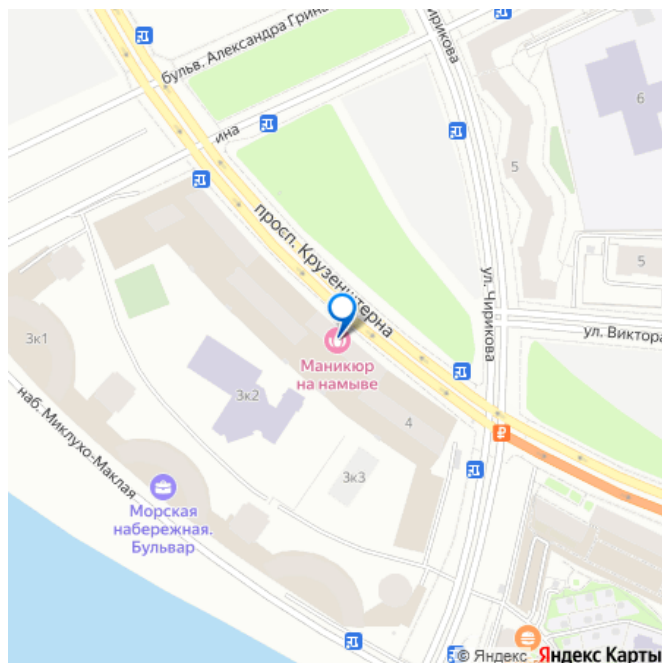 бульв. Александра Грина
ина
Чирикова
6
5
просп. Крузенштерна
ул. Чирикова
5
ул. Виктора
3к1
Маникюр
на намыве
3к2
4
3к3
наб. Миклухо-Маклая
Морская
набережная.
Бульвар
© Яндекс Яндекс Карты